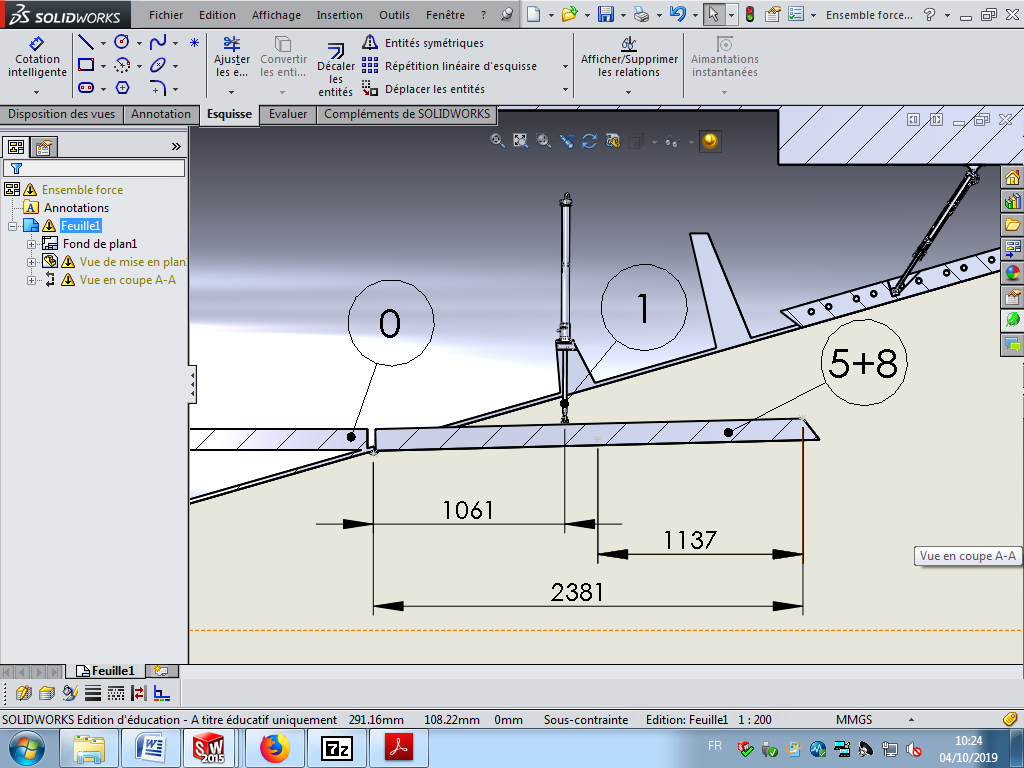 SOLIDWORKS
Fichier Edition Affichage Insertion Outils Fenêtre ? Ensemble force... ?
Cotation intelligente
Ajuster les e...
Convertir les enti...
Décaler les entités
Entités symétriques
Répétition linéaire d'esquisse
Déplacer les entités
Afficher/Supprimer les relations
Aimantations instantanées
Disposition des vues Annotation Esquisse Evaluer Compléments de SOLIDWORKS
Ensemble force
Annotations
Feuille1
Fond de plan1
Vue de mise en plan
Vue en coupe A-A
0
1
5+8
1061
1137
2381
Vue en coupe A-A
Feuille1
SOLIDWORKS Edition d'éducation - A titre éducatif uniquement 291.16mm 108.22mm 0mm Sous-contrainte Edition: Feuille1 1 : 200 MMGS
SW 2015
7z
FR
10:24
04/10/2019